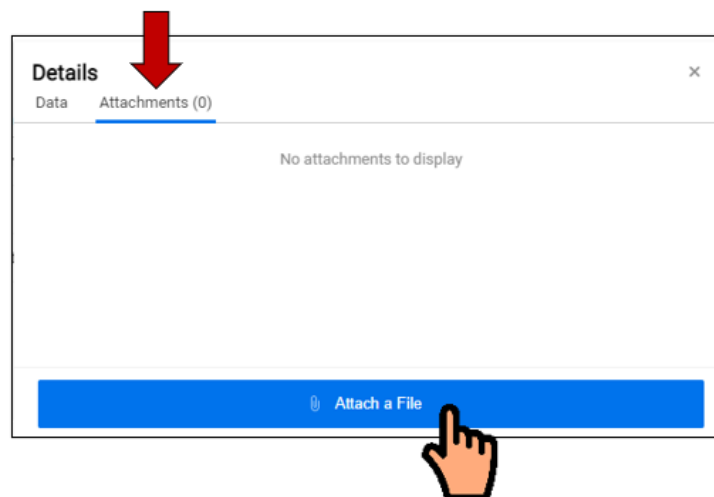 Details
Data Attachments (0)
No attachments to display
Attach a File